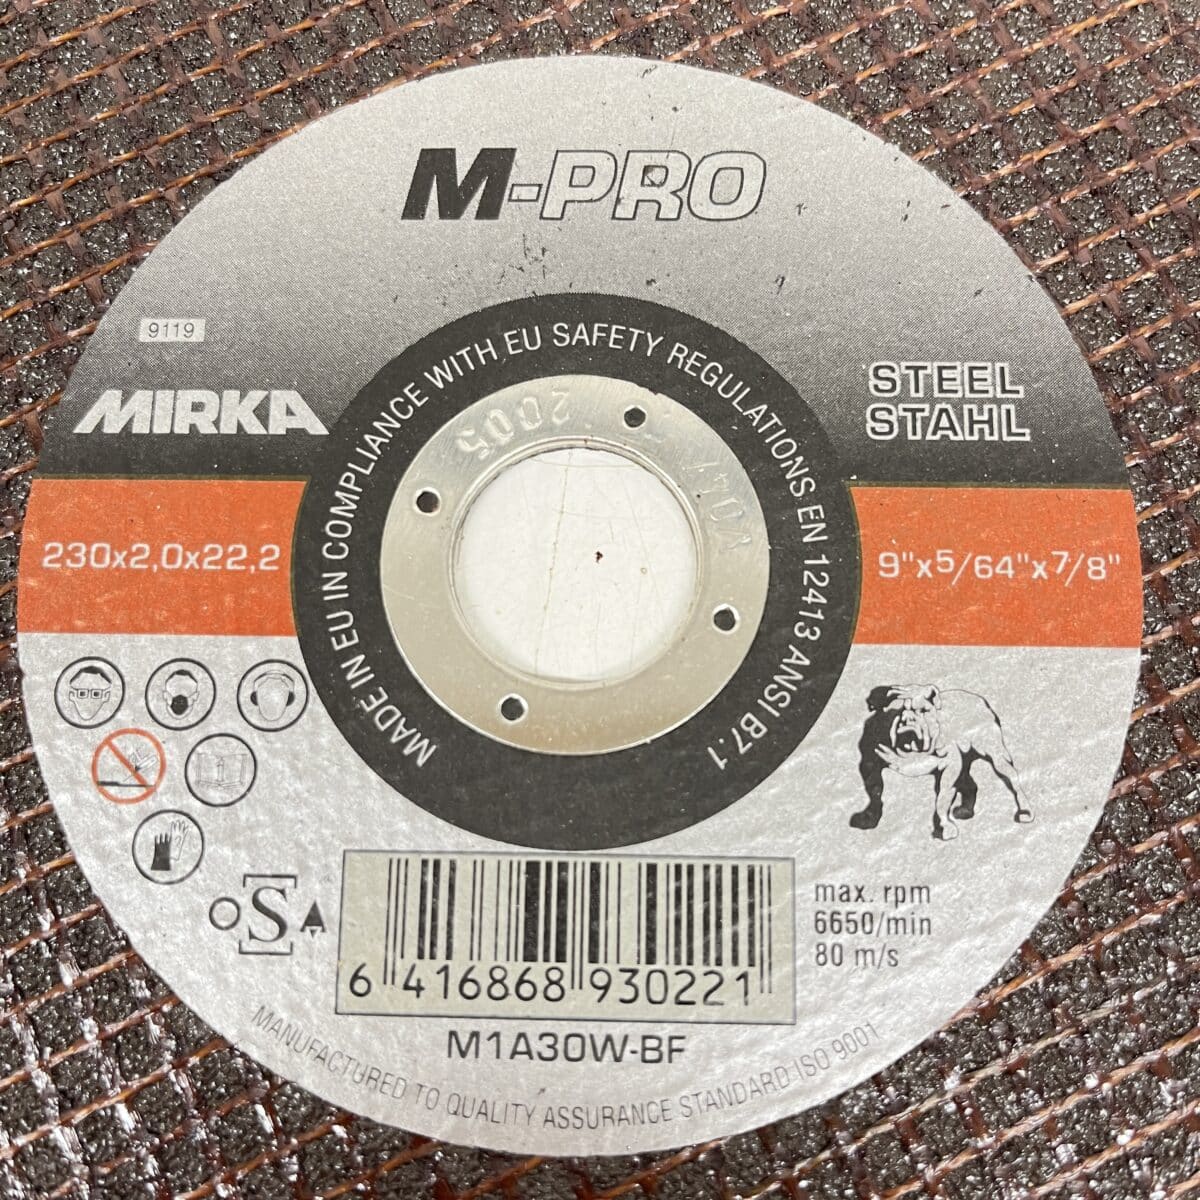 M-PRO
9119
MIRKA
STEEL
STAHL
MADE IN EU IN COMPLIANCE WITH EU SAFETY REGULATIONS EN 12413 ANSI B7.1
V04/
2005
230x2,0x22,2
9"x5/64"x7/8"
S
max. rpm
6650/min
80 m/s
6 416868 930221
M1A30W-BF
MANUFACTURED TO QUALITY ASSURANCE STANDARD ISO 9001